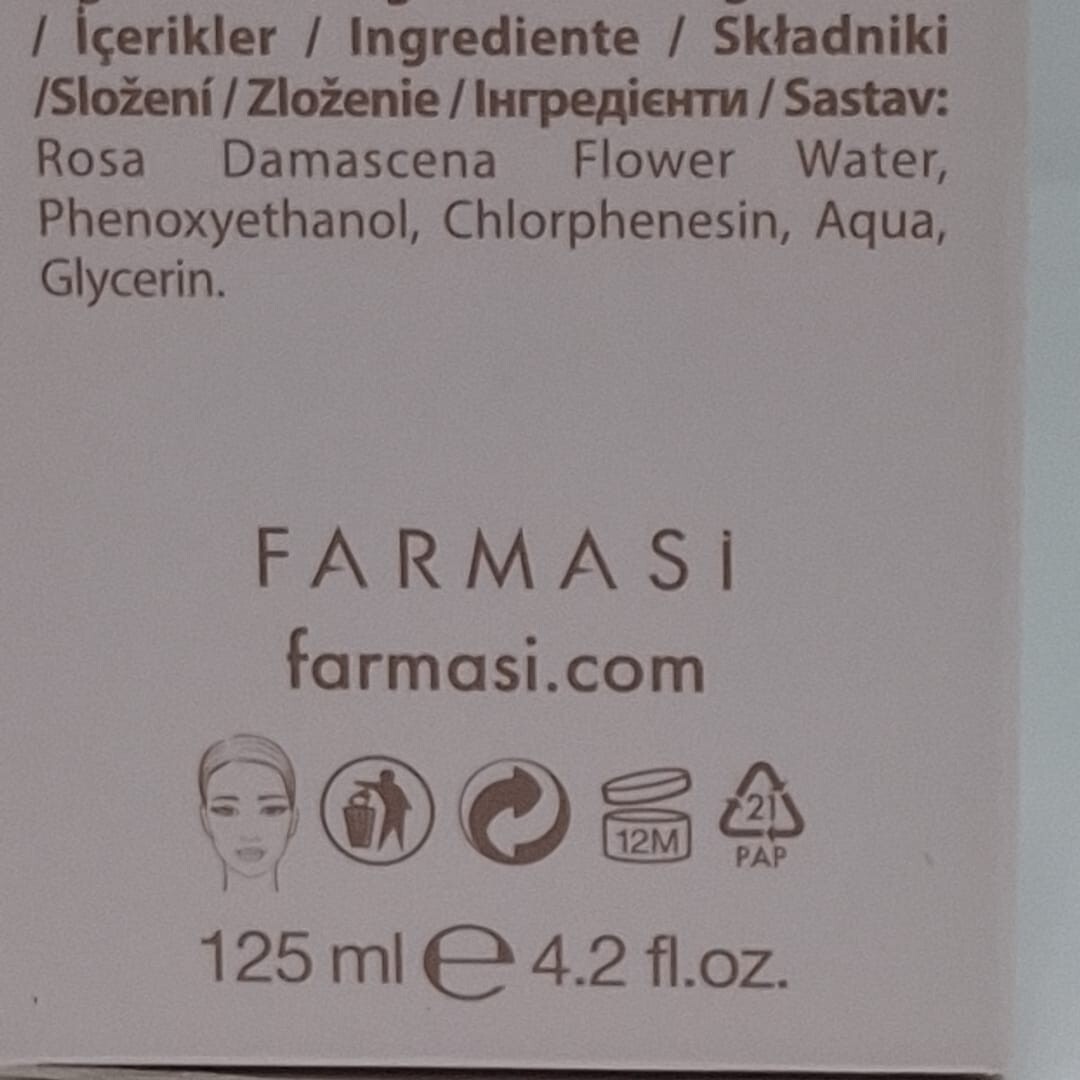 / İçerikler / Ingrediente / Składniki
/Složení / Zloženie / Інгредієнти / Sastav:
Rosa Damascena Flower Water,
Phenoxyethanol, Chlorphenesin, Aqua,
Glycerin.
FARMASi
farmasi.com
12M
21
PAP
125 ml e 4.2 fl.oz.